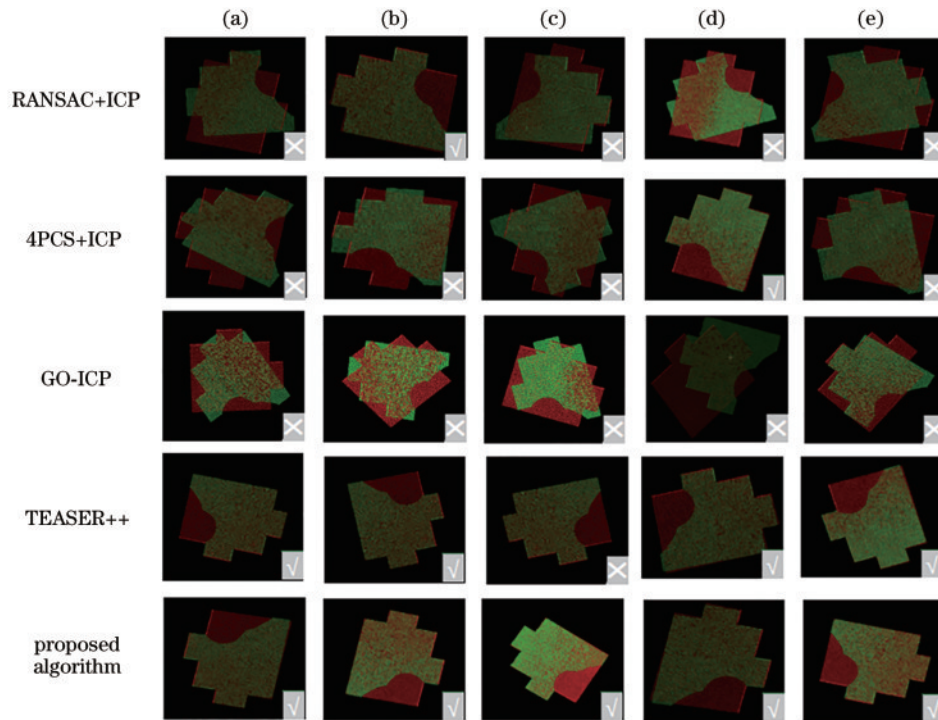 (a) (b) (c) (d) (e)
RANSAC+ICP
4PCS+ICP
GO-ICP
TEASER++
proposed
algorithm